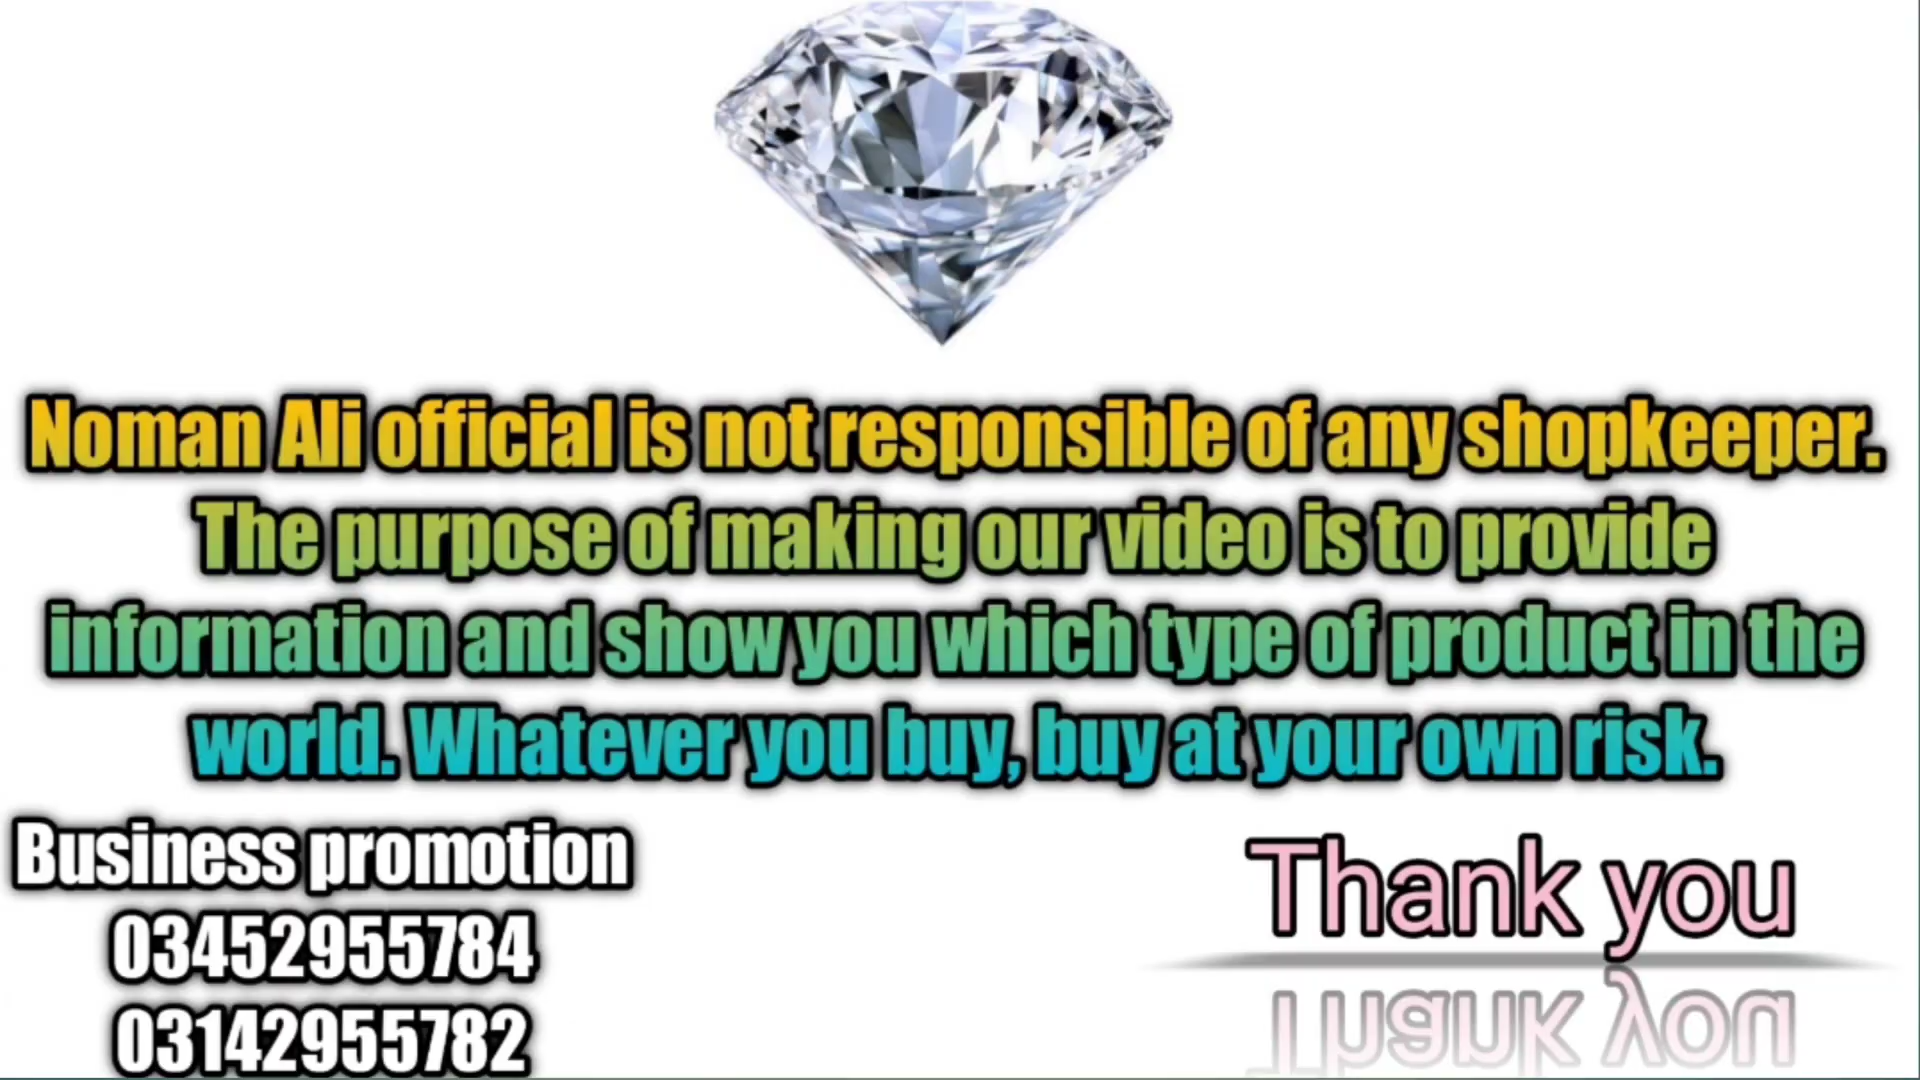 Noman Ali official is not responsible of any shopkeeper.
The purpose of making our video is to provide
information and show you which type of product in the
world. Whatever you buy, buy at your own risk.
Business promotion
03452955784
03142955782
Thank you